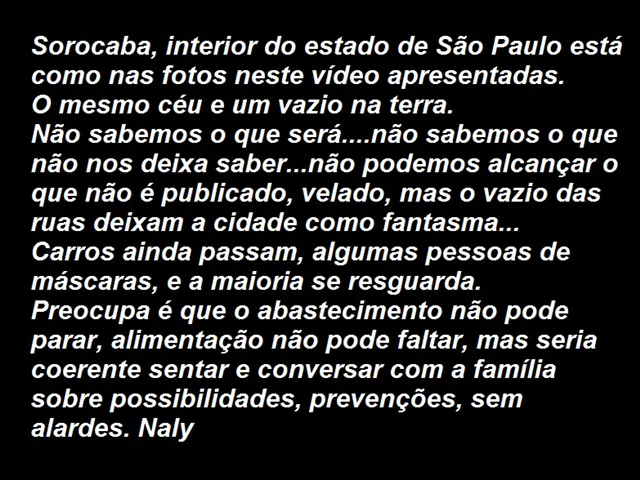 Sorocaba, interior do estado de São Paulo está
como nas fotos neste vídeo apresentadas.
O mesmo céu e um vazio na terra.
Não sabemos o que será....não sabemos o que
não nos deixa saber...não podemos alcançar o
que não é publicado, velado, mas o vazio das
ruas deixam a cidade como fantasma...
Carros ainda passam, algumas pessoas de
máscaras, e a maioria se resguarda.
Preocupa é que o abastecimento não pode
parar, alimentação não pode faltar, mas seria
coerente sentar e conversar com a família
sobre possibilidades, prevenções, sem
alardes. Naly